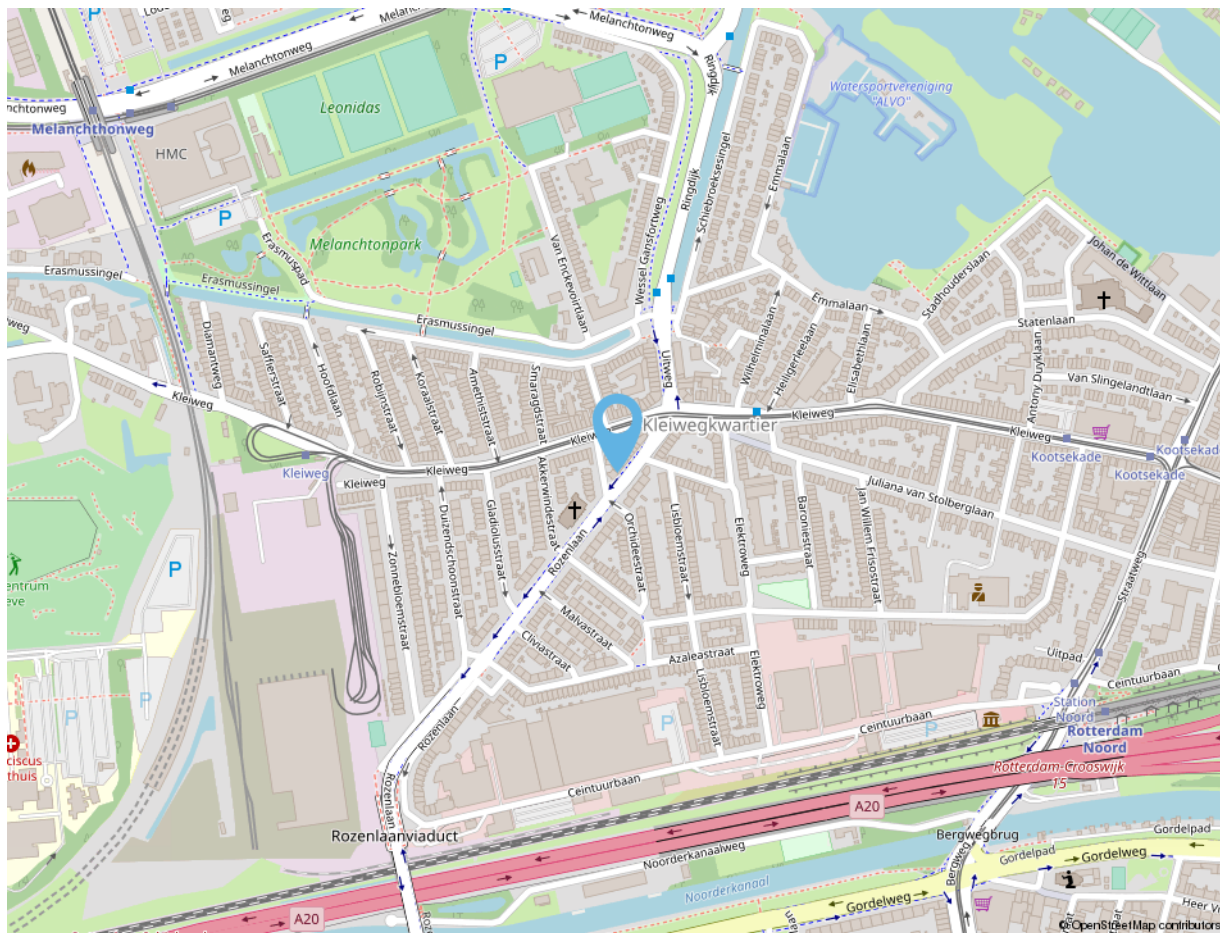 P
Melanchtonweg
Melanchtonweg
Ringdijk
Leonidas
P
Watersportvereniging
"ALVO"
Melanchthonweg
HMC
Emmalaan
Schiebroeksesingel
Ringdijk
P
Erasmuspad
Melanchtonpark
Van Enckevoirtlaan
Wessel Gansfortweg
Johan de Wittlaan
Stadhouderslaan
Erasmussingel
Erasmussingel
Erasmussingel
Emmalaan
Statenlaan
Diamantweg
Saffierstraat
Hoofdlaan
Robijnstraat
Koraalstraat
Amethiststraat
Smaragdstraat
Uitweg
Wilhelminalaan
Heiligerleelaan
Elisabethlaan
Antony Duyklaan
Van Slingelandtlaan
Kleiweg
Kleiwegkwartier
Kleiweg
Kleiweg
Kootsekade
Kootsekade
Kootsekade
Kleiweg
Kleiweg
Kleiweg
Akkerwindestraat
Gladiolusstraat
Duizendschoonstraat
Zonnebloemstraat
Rozenlaan
Orchideestraat
Lisbloemstraat
Elektroweg
Baroniestraat
Jan Willem Frisostraat
Juliana van Stolberglaan
Straatweg
P
Malvastraat
Cliviastraat
Azaleastraat
Lisbloemstraat
Elektroweg
Uitpad
Ceintuurbaan
Station
Noord
Rotterdam
Noord
Rotterdam-Crooswijk
15
P
P
P
P
Rozenlaan
Ceintuurbaan
Ceintuurbaan
Rozenlaan
Rozenlaanviaduct
A20
Noorderkanaalweg
Bergwegbrug
Gordelpad
Gordelpad
Gordelweg
Bergweg
Noorderkanaal
Gordelweg
A20
© OpenStreetMap contributors